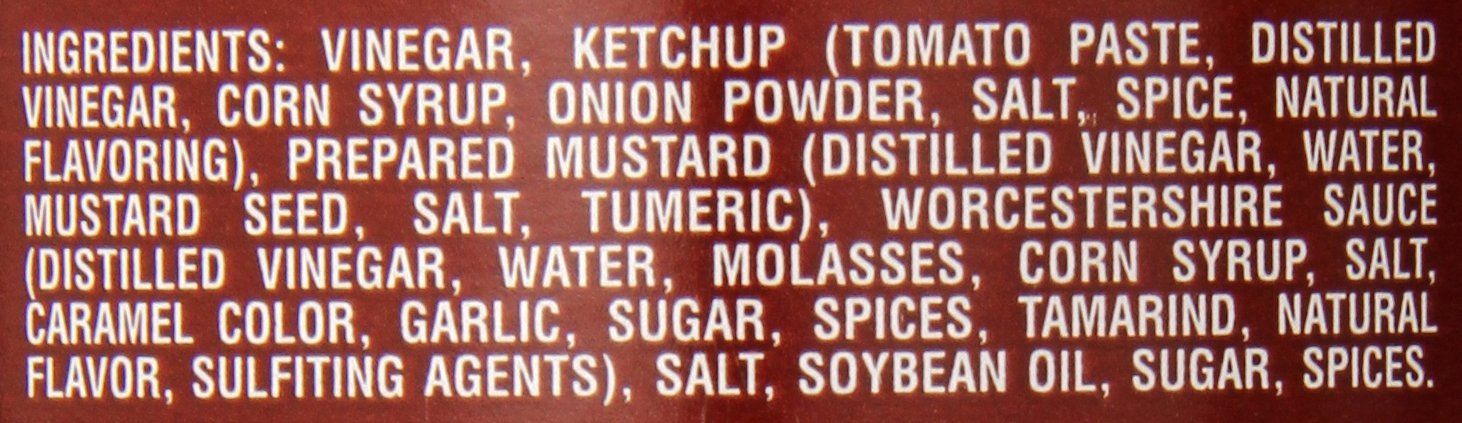 INGREDIENTS: VINEGAR, KETCHUP (TOMATO PASTE, DISTILLED
VINEGAR, CORN SYRUP, ONION POWDER, SALT, SPICE, NATURAL
FLAVORING), PREPARED MUSTARD (DISTILLED VINEGAR, WATER,
MUSTARD SEED, SALT, TUMERIC), WORCESTERSHIRE SAUCE
(DISTILLED VINEGAR, WATER, MOLASSES, CORN SYRUP, SALT,
CARAMEL COLOR, GARLIC, SUGAR, SPICES, TAMARIND, NATURAL
FLAVOR, SULFITING AGENTS), SALT, SOYBEAN OIL, SUGAR, SPICES.